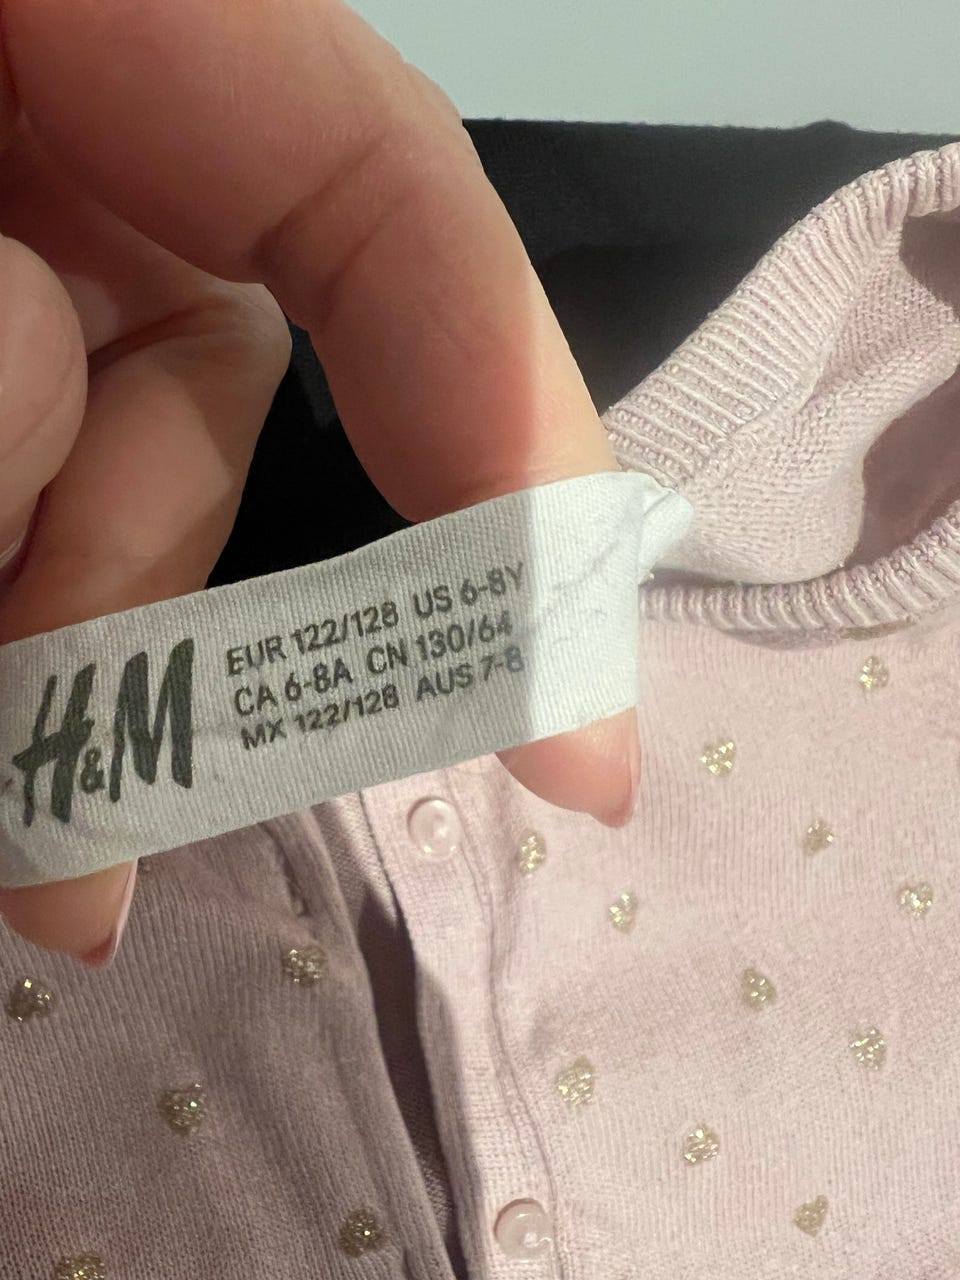 H&M
EUR 122/128 US 6-8Y
CA 6-8A CN 130/64
MX 122/128 AUS 7-8